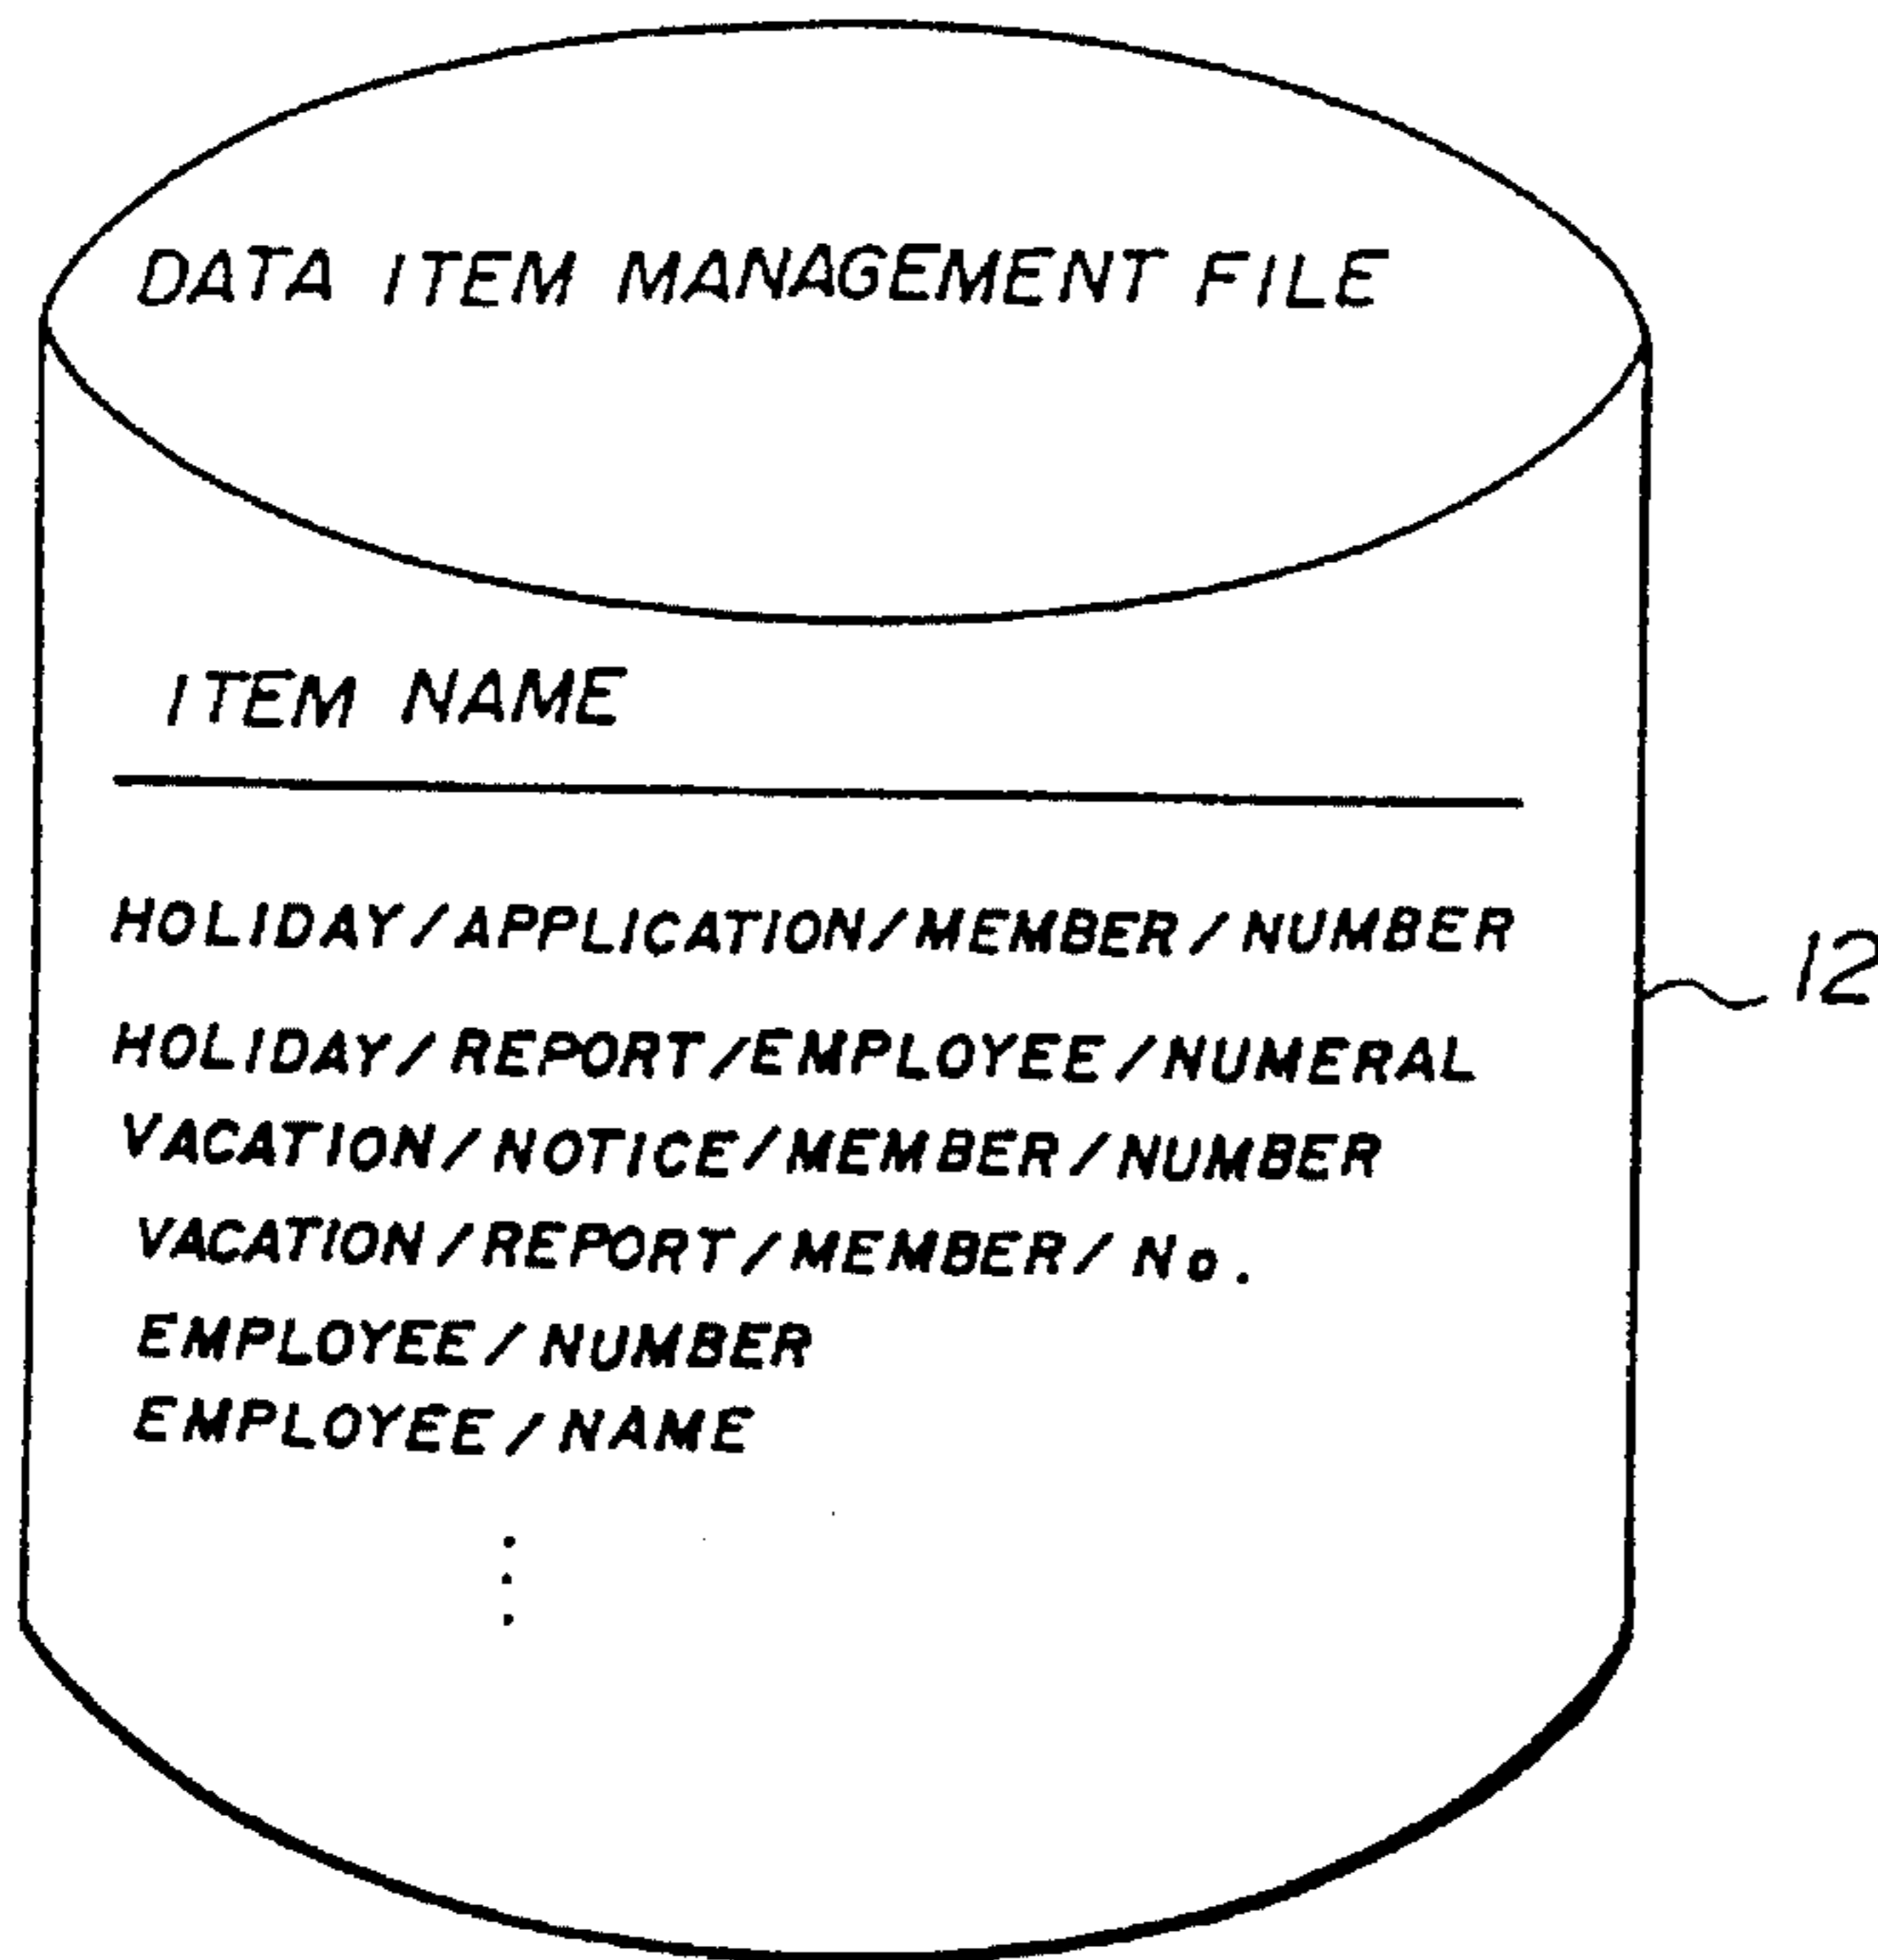 DATA ITEM MANAGEMENT FILE
ITEM NAME
HOLIDAY/APPLICATION/MEMBER/NUMBER
12
HOLIDAY/REPORT/EMPLOYEE/NUMERAL
VACATION/NOTICE/MEMBER/NUMBER
VACATION/REPORT/MEMBER/No.
EMPLOYEE/NUMBER
EMPLOYEE/NAME